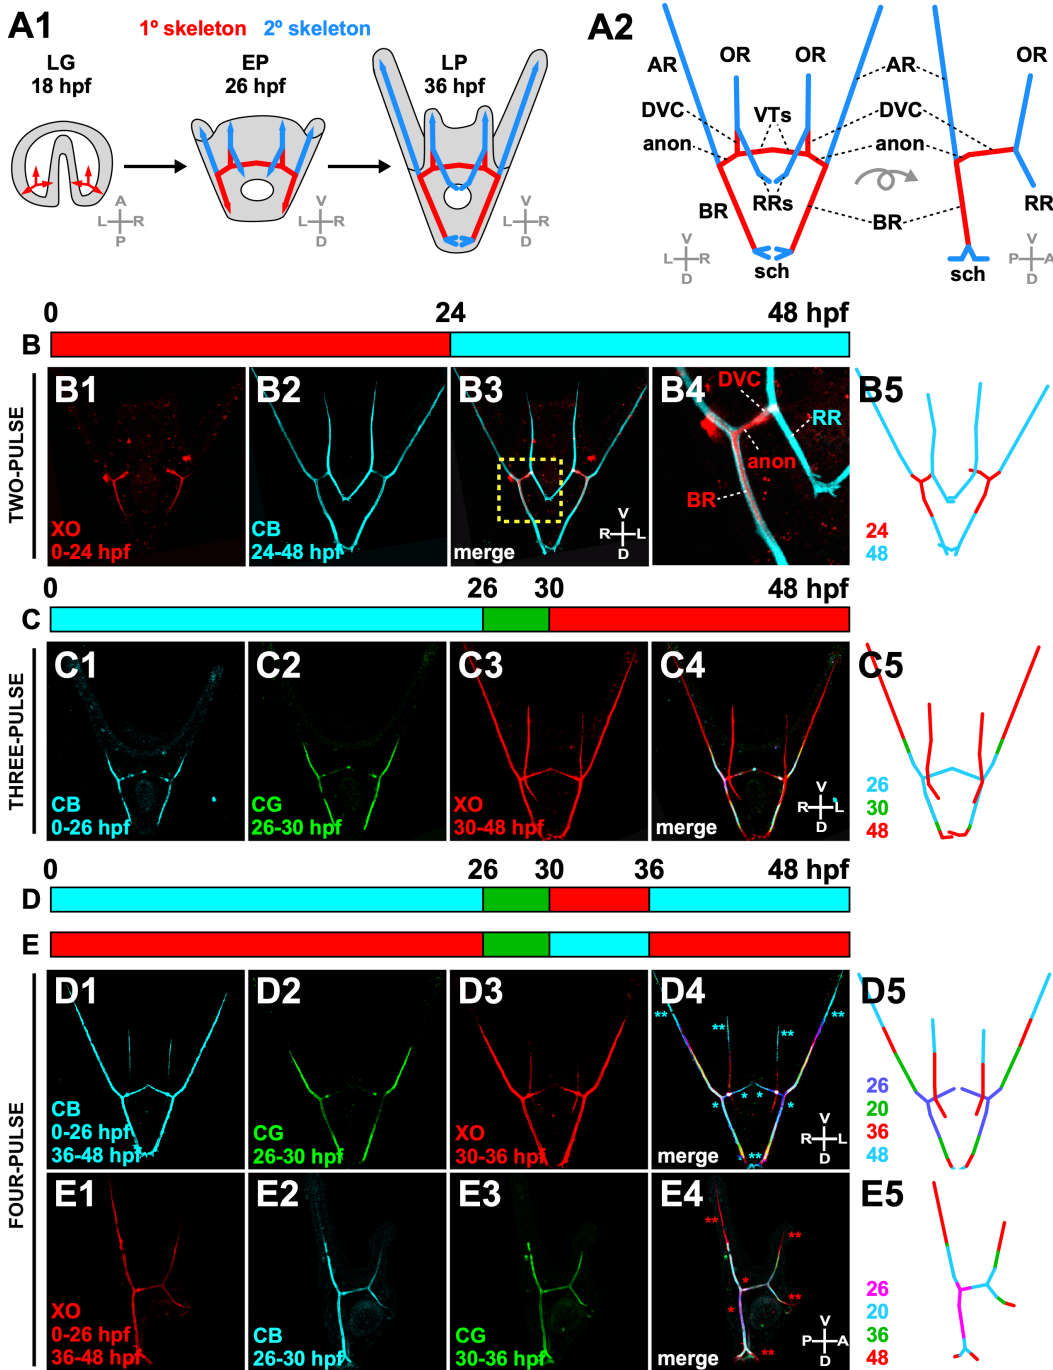 A1
1º skeleton 2º skeleton
LG
18 hpf
EP
26 hpf
LP
36 hpf
A
L R
P
V
L R
D
V
L R
D
A2
AR
OR
OR
AR
OR
DVC
VTs
DVC
anon
anon
BR
RRs
BR
RR
sch
sch
V
L R
D
V
P A
D
0 24 48 hpf
B
TWO-PULSE
B1
XO
0-24 hpf
B2
CB
24-48 hpf
B3
merge
V
R L
D
B4
DVC
RR
anon
BR
B5
24
48
0 26 30 48 hpf
C
THREE-PULSE
C1
CB
0-26 hpf
C2
CG
26-30 hpf
C3
XO
30-48 hpf
C4
merge
V
R L
D
C5
26
30
48
0 26 30 36 48 hpf
D
E
FOUR-PULSE
D1
CB
0-26 hpf
36-48 hpf
D2
CG
26-30 hpf
D3
XO
30-36 hpf
D4
** ** ** **
* * * *
* ** *
merge
V
R L
D
D5
26
20
36
48
E1
XO
0-26 hpf
36-48 hpf
E2
CB
26-30 hpf
E3
CG
30-36 hpf
E4
** **
* **
*
**
merge
V
P A
D
E5
26
20
36
48